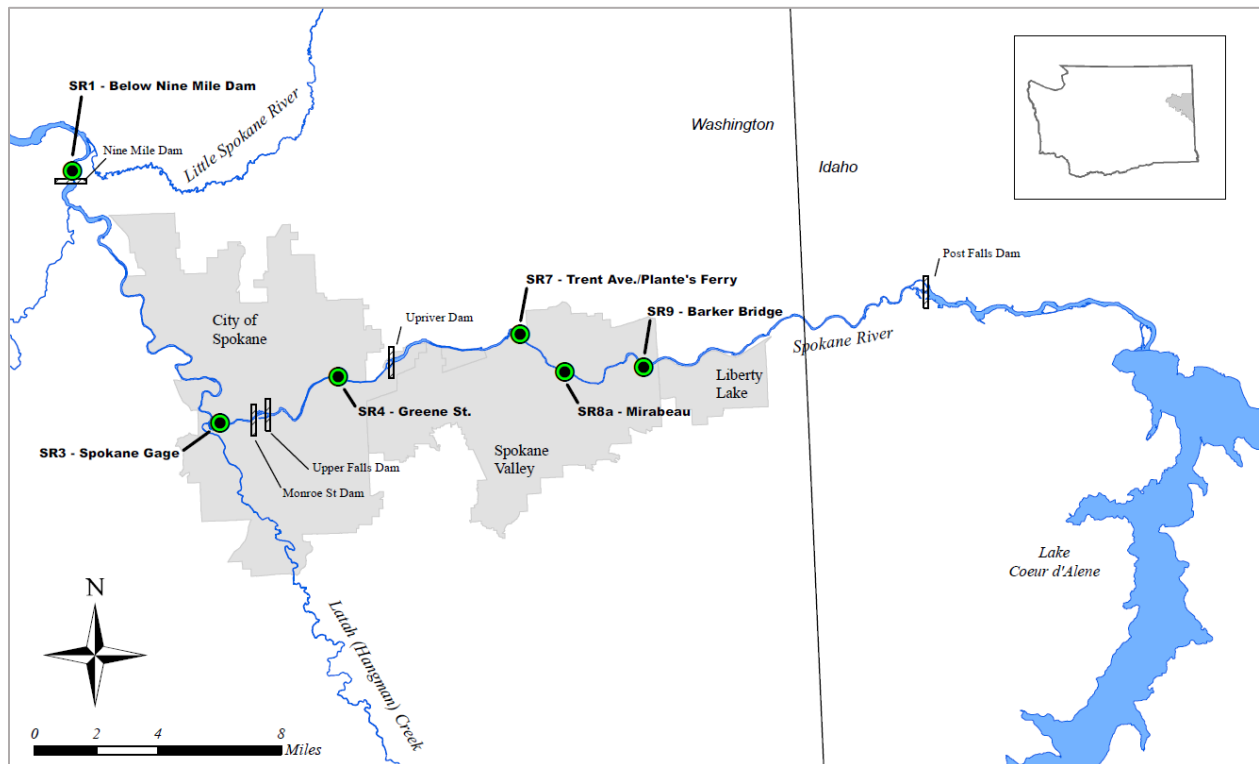 SR1 - Below Nine Mile Dam
Nine Mile Dam
Little Spokane River
Washington
Idaho
Post Falls Dam
SR7 - Trent Ave./Plante's Ferry
SR9 - Barker Bridge
City of
Spokane
Upriver Dam
Spokane River
Liberty
Lake
SR4 - Greene St.
SR8a - Mirabeau
SR3 - Spokane Gage
Spokane
Valley
Upper Falls Dam
Monroe St Dam
Lake
Coeur d'Alene
N
Latah (Hangman) Creek
0 2 4 8
Miles